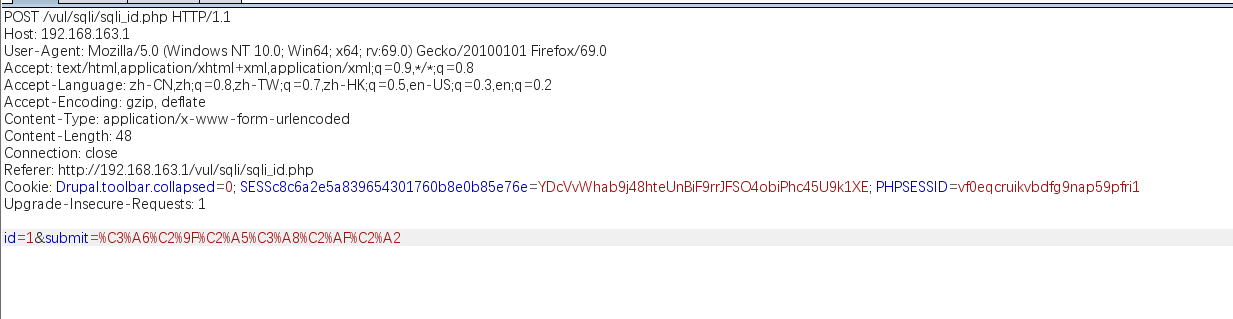 POST /vul/sqli/sqli_id.php HTTP/1.1
Host: 192.168.163.1
User-Agent: Mozilla/5.0 (Windows NT 10.0; Win64; x64; rv:69.0) Gecko/20100101 Firefox/69.0
Accept: text/html,application/xhtml+xml,application/xml;q=0.9,*/*;q=0.8
Accept-Language: zh-CN,zh;q=0.8,zh-TW;q=0.7,zh-HK;q=0.5,en-US;q=0.3,en;q=0.2
Accept-Encoding: gzip, deflate
Content-Type: application/x-www-form-urlencoded
Content-Length: 48
Connection: close
Referer: http://192.168.163.1/vul/sqli/sqli_id.php
Cookie: Drupal.toolbar.collapsed=0; SESSc8c6a2e5a839654301760b8e0b85e76e=YDcVvWhab9j48hteUnBiF9rrJFSO4obiPhc45U9k1XE; PHPSESSID=vf0eqcruikvbdfg9nap59pfri1
Upgrade-Insecure-Requests: 1
id=1&submit=%C3%A6%C2%9F%C2%A5%C3%A8%C2%AF%C2%A2